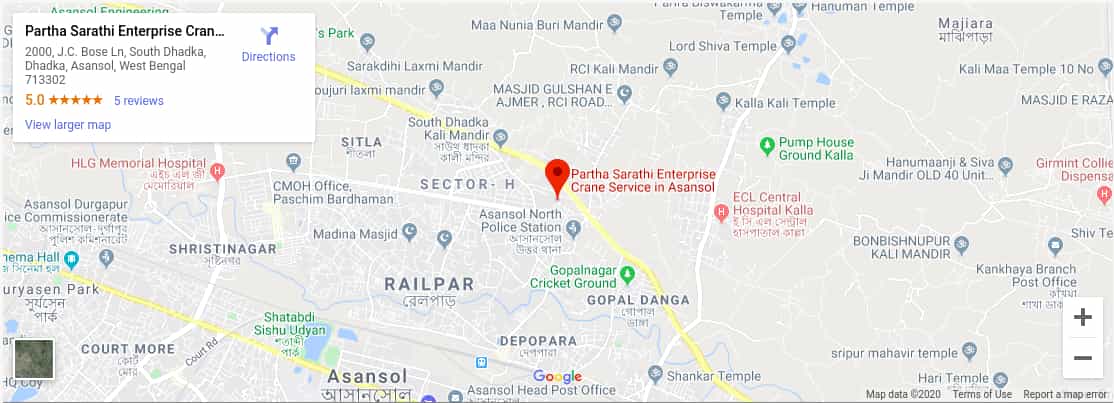 Asansol Engineering
Partha Sarathi Enterprise Cran...
2000, J.C. Bose Ln, South Dhadka,
Dhadka, Asansol, West Bengal
713302
5.0
5 reviews
View larger map
Directions
's Park
Maa Nunia Buri Mandir
Biswakarma
Temple
Hanuman Temple
Majiara
মাঝিপাড়া
Lord Shiva Temple
Sarakdihi Laxmi Mandir
RCI Kali Mandir
Kali Maa Temple 10 No
oujuri laxmi mandir
MASJID GULSHAN E
AJMER , RCI ROAD...
Kalla Kali Temple
MASJID E RAZA
South Dhadka
Kali Mandir
সাউথ ধাদকা
কালী মন্দির
SITLA
শীতলা
Pump House
Ground Kalla
HLG Memorial Hospital
এইচ এল জী
মেমোরিয়াল
CMOH Office,
Paschim Bardhaman
SECTOR- H
Partha Sarathi Enterprise
Crane Service in Asansol
Hanumaanji & Siva
Ji Mandir OLD 40 Unit...
Girmint Collie
Dispensa
ECL Central
Hospital Kalla
ই সি এল সেন্ট্রাল
হাসপাতাল কাল্লা
Asansol Durgapur
ice Commissionerate
আসানসোল-দুর্গাপুর
পুলিশ কমিশনারেট
Madina Masjid
Asansol North
Police Station
আসানসোল
উত্তর থানা
SHRISTINAGAR
সৃষ্টিনগর
BONBISHNUPUR
KALI MANDIR
Shiv Te
nema Hall
জ সিনেমা হল
Kankhaya Branch
Post Office
RAILPAR
রেলপাড়
Gopalnagar
Cricket Ground
GOPAL DANGA
গোপাল
ডাঙ্গা
uryasen Park
সূর্যসেন
পার্ক
Shatabdi
Sishu Udyan
শতাব্দী
পার্ক
COURT MORE
কোর্ট
মোর
Court Rd
DEPOPARA
দেপপারা
sripur mahavir temple
Asansol
আসানসোল
Google
Shankar Temple
Hari Temple
HQ Coy
Asansol Head Post Office
Map data ©2020
Terms of Use
Report a map error